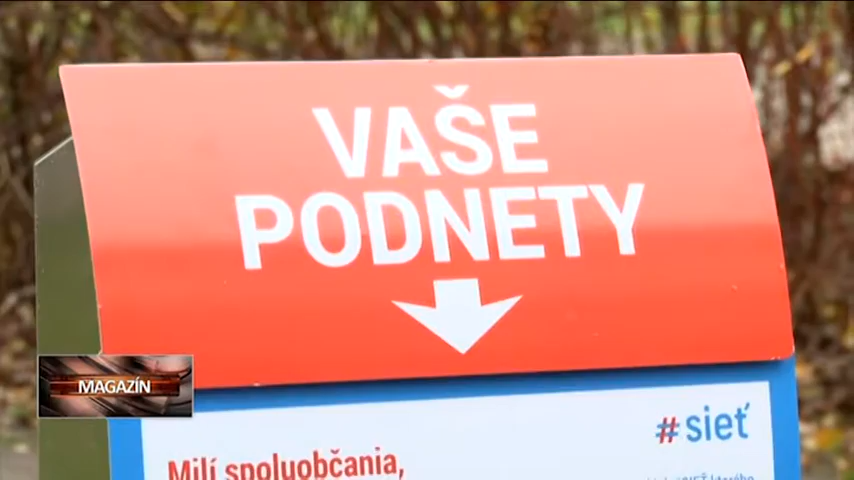 VAŠE
PODNETY
MAGAZÍN
#sieť
Milí spoluobčania,